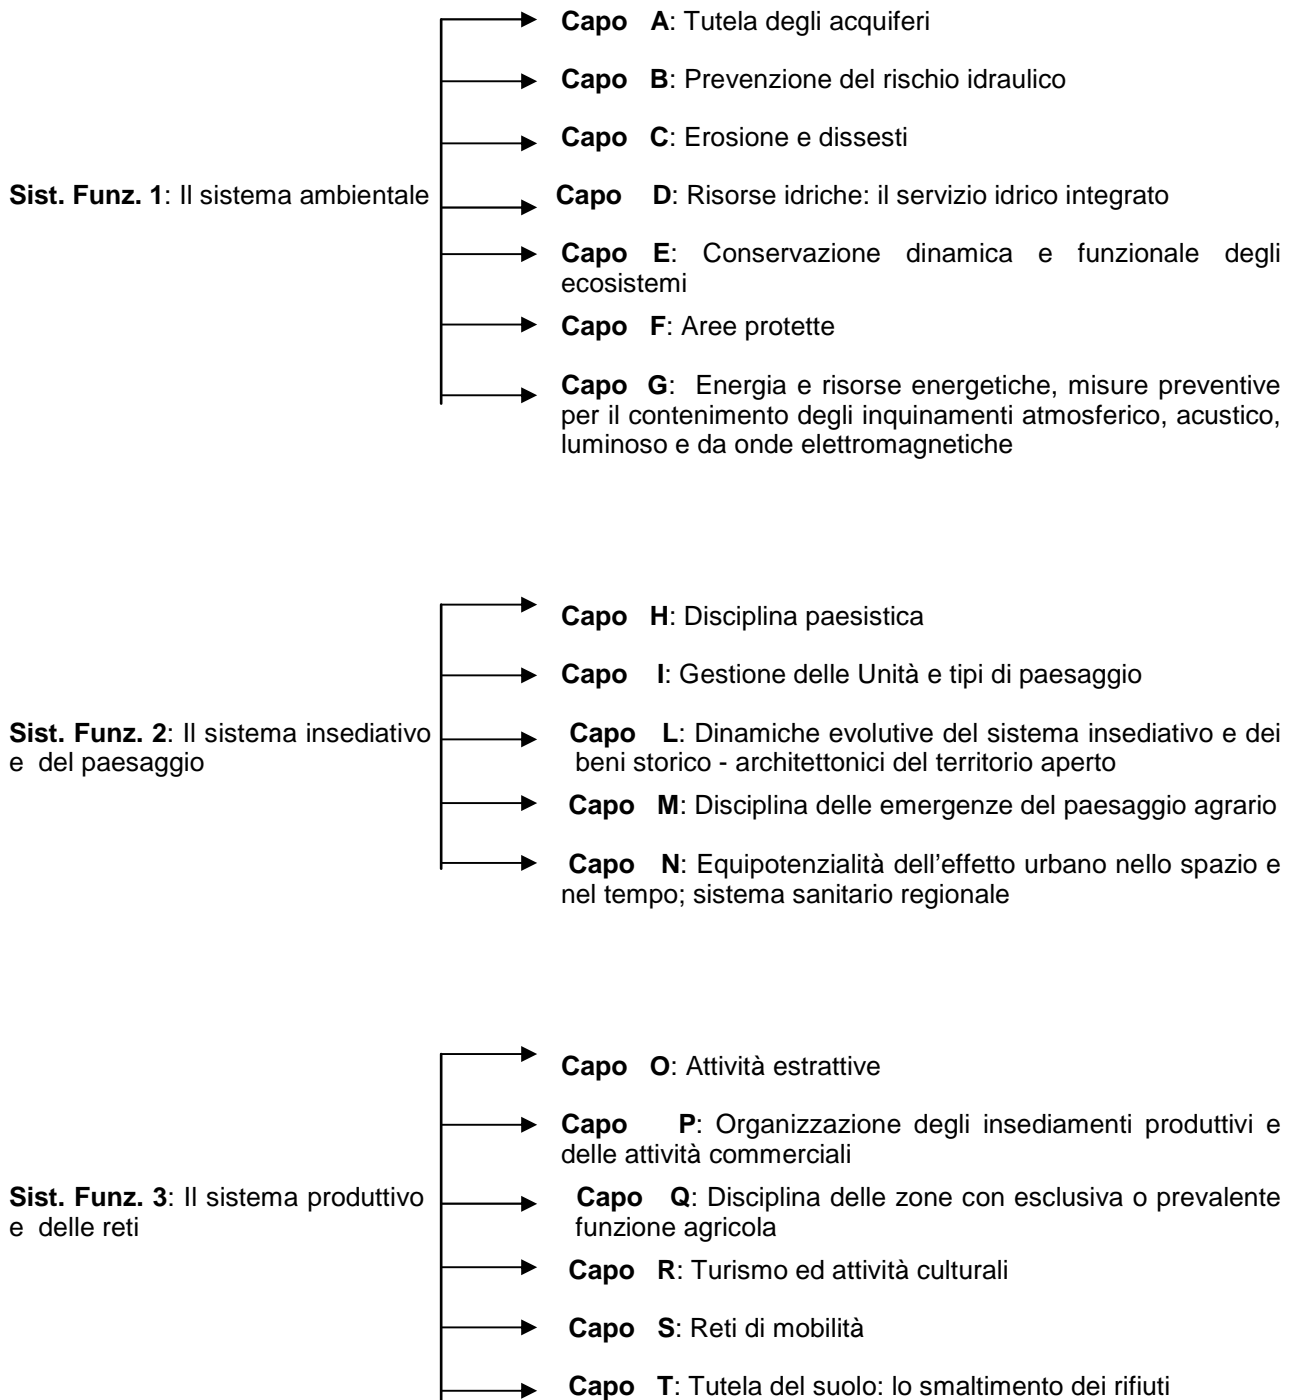 Capo A: Tutela degli acquiferi
Capo B: Prevenzione del rischio idraulico
Capo C: Erosione e dissesti
Sist. Funz. 1: Il sistema ambientale
Capo D: Risorse idriche: il servizio idrico integrato
Capo E: Conservazione dinamica e funzionale degli
ecosistemi
Capo F: Aree protette
Capo G: Energia e risorse energetiche, misure preventive
per il contenimento degli inquinamenti atmosferico, acustico,
luminoso e da onde elettromagnetiche
Capo H: Disciplina paesistica
Capo I: Gestione delle Unità e tipi di paesaggio
Sist. Funz. 2: Il sistema insediativo
e del paesaggio
Capo L: Dinamiche evolutive del sistema insediativo e dei
beni storico - architettonici del territorio aperto
Capo M: Disciplina delle emergenze del paesaggio agrario
Capo N: Equipotenzialità dell'effetto urbano nello spazio e
nel tempo; sistema sanitario regionale
Capo O: Attività estrattive
Capo P: Organizzazione degli insediamenti produttivi e
delle attività commerciali
Sist. Funz. 3: Il sistema produttivo
e delle reti
Capo Q: Disciplina delle zone con esclusiva o prevalente
funzione agricola
Capo R: Turismo ed attività culturali
Capo S: Reti di mobilità
Capo T: Tutela del suolo: lo smaltimento dei rifiuti